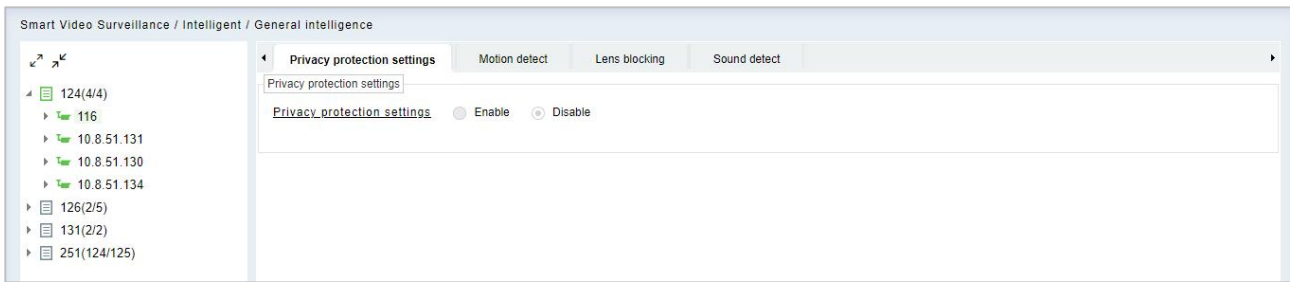 Smart Video Surveillance / Intelligent / General intelligence
Privacy protection settings Motion detect Lens blocking Sound detect
Privacy protection settings
Privacy protection settings Enable Disable
124(4/4)
116
10.8.51.131
10.8.51.130
10.8.51.134
126(2/5)
131(2/2)
251(124/125)